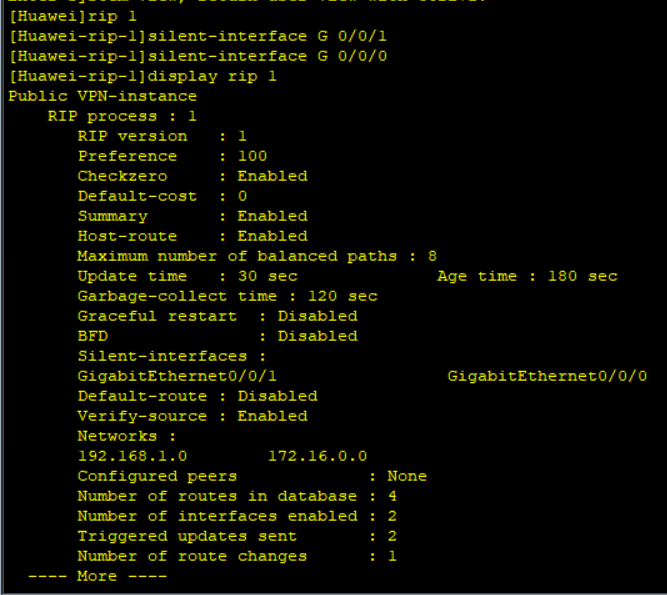 [Huawei]rip 1
[Huawei-rip-1]silent-interface G 0/0/1
[Huawei-rip-1]silent-interface G 0/0/0
[Huawei-rip-1]display rip 1
Public VPN-instance
RIP process : 1
RIP version : 1
Preference : 100
Checkzero : Enabled
Default-cost : 0
Summary : Enabled
Host-route : Enabled
Maximum number of balanced paths : 8
Update time : 30 sec Age time : 180 sec
Garbage-collect time : 120 sec
Graceful restart : Disabled
BFD : Disabled
Silent-interfaces :
GigabitEthernet0/0/1 GigabitEthernet0/0/0
Default-route : Disabled
Verify-source : Enabled
Networks :
192.168.1.0 172.16.0.0
Configured peers : None
Number of routes in database : 4
Number of interfaces enabled : 2
Triggered updates sent : 2
Number of route changes : 1
---- More ----